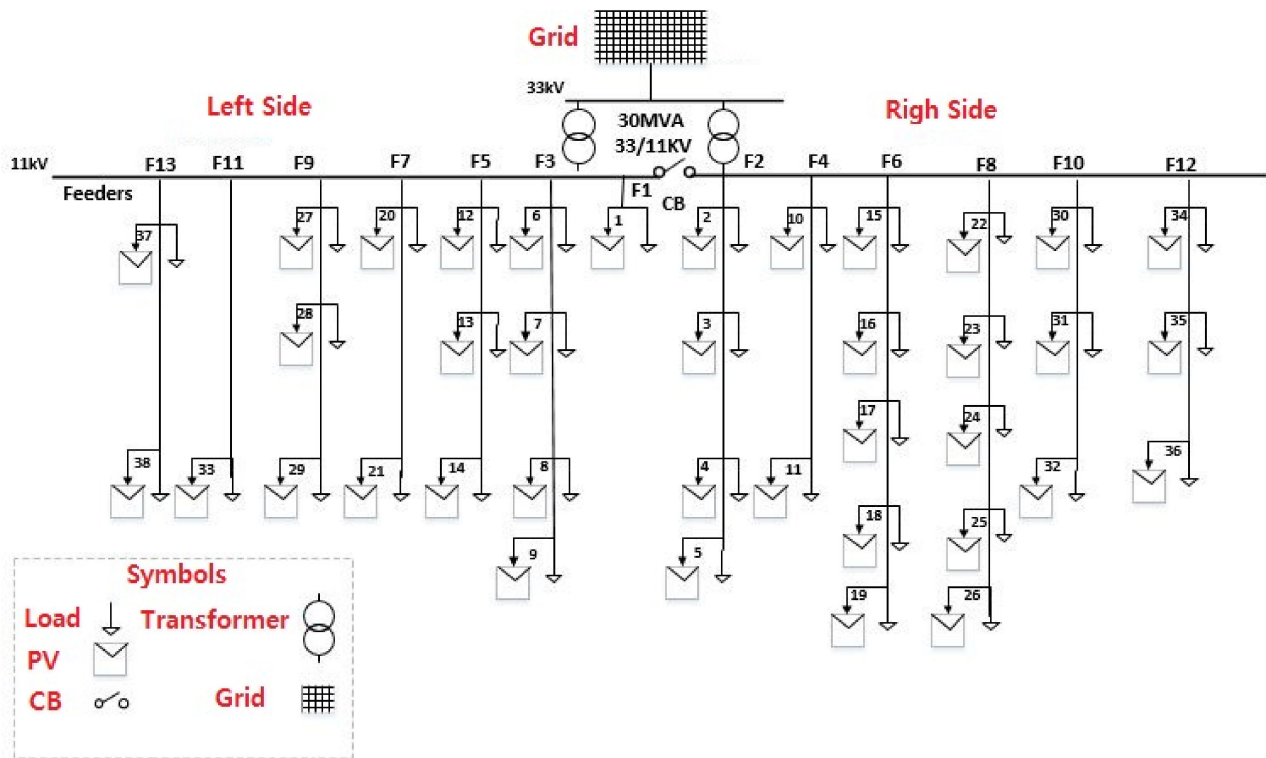 Grid
33kV
Left Side
30MVA
33/11KV
Righ Side
11kV
F13 F11 F9 F7 F5 F3 F1 F2 F4 F6 F8 F10 F12
Feeders
CB
37 27 20 12 6 1 2 10 15 22 30 34
28 13 7 3 16 23 31 35
17 24
38 33 29 21 14 8 4 11 32 36
18 25
9 5
19 26
Symbols
Load Transformer
PV
CB Grid